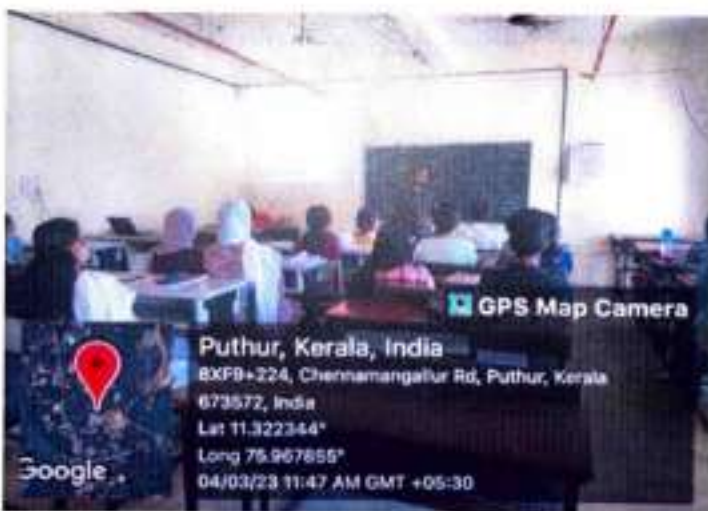 GPS Map Camera
Puthur, Kerala, India
8XF9+224, Chennamangallur Rd, Puthur, Kerala
673572, India
Lat 11.322344°
Long 75.967655°
04/03/23 11:47 AM GMT +05:30
Google